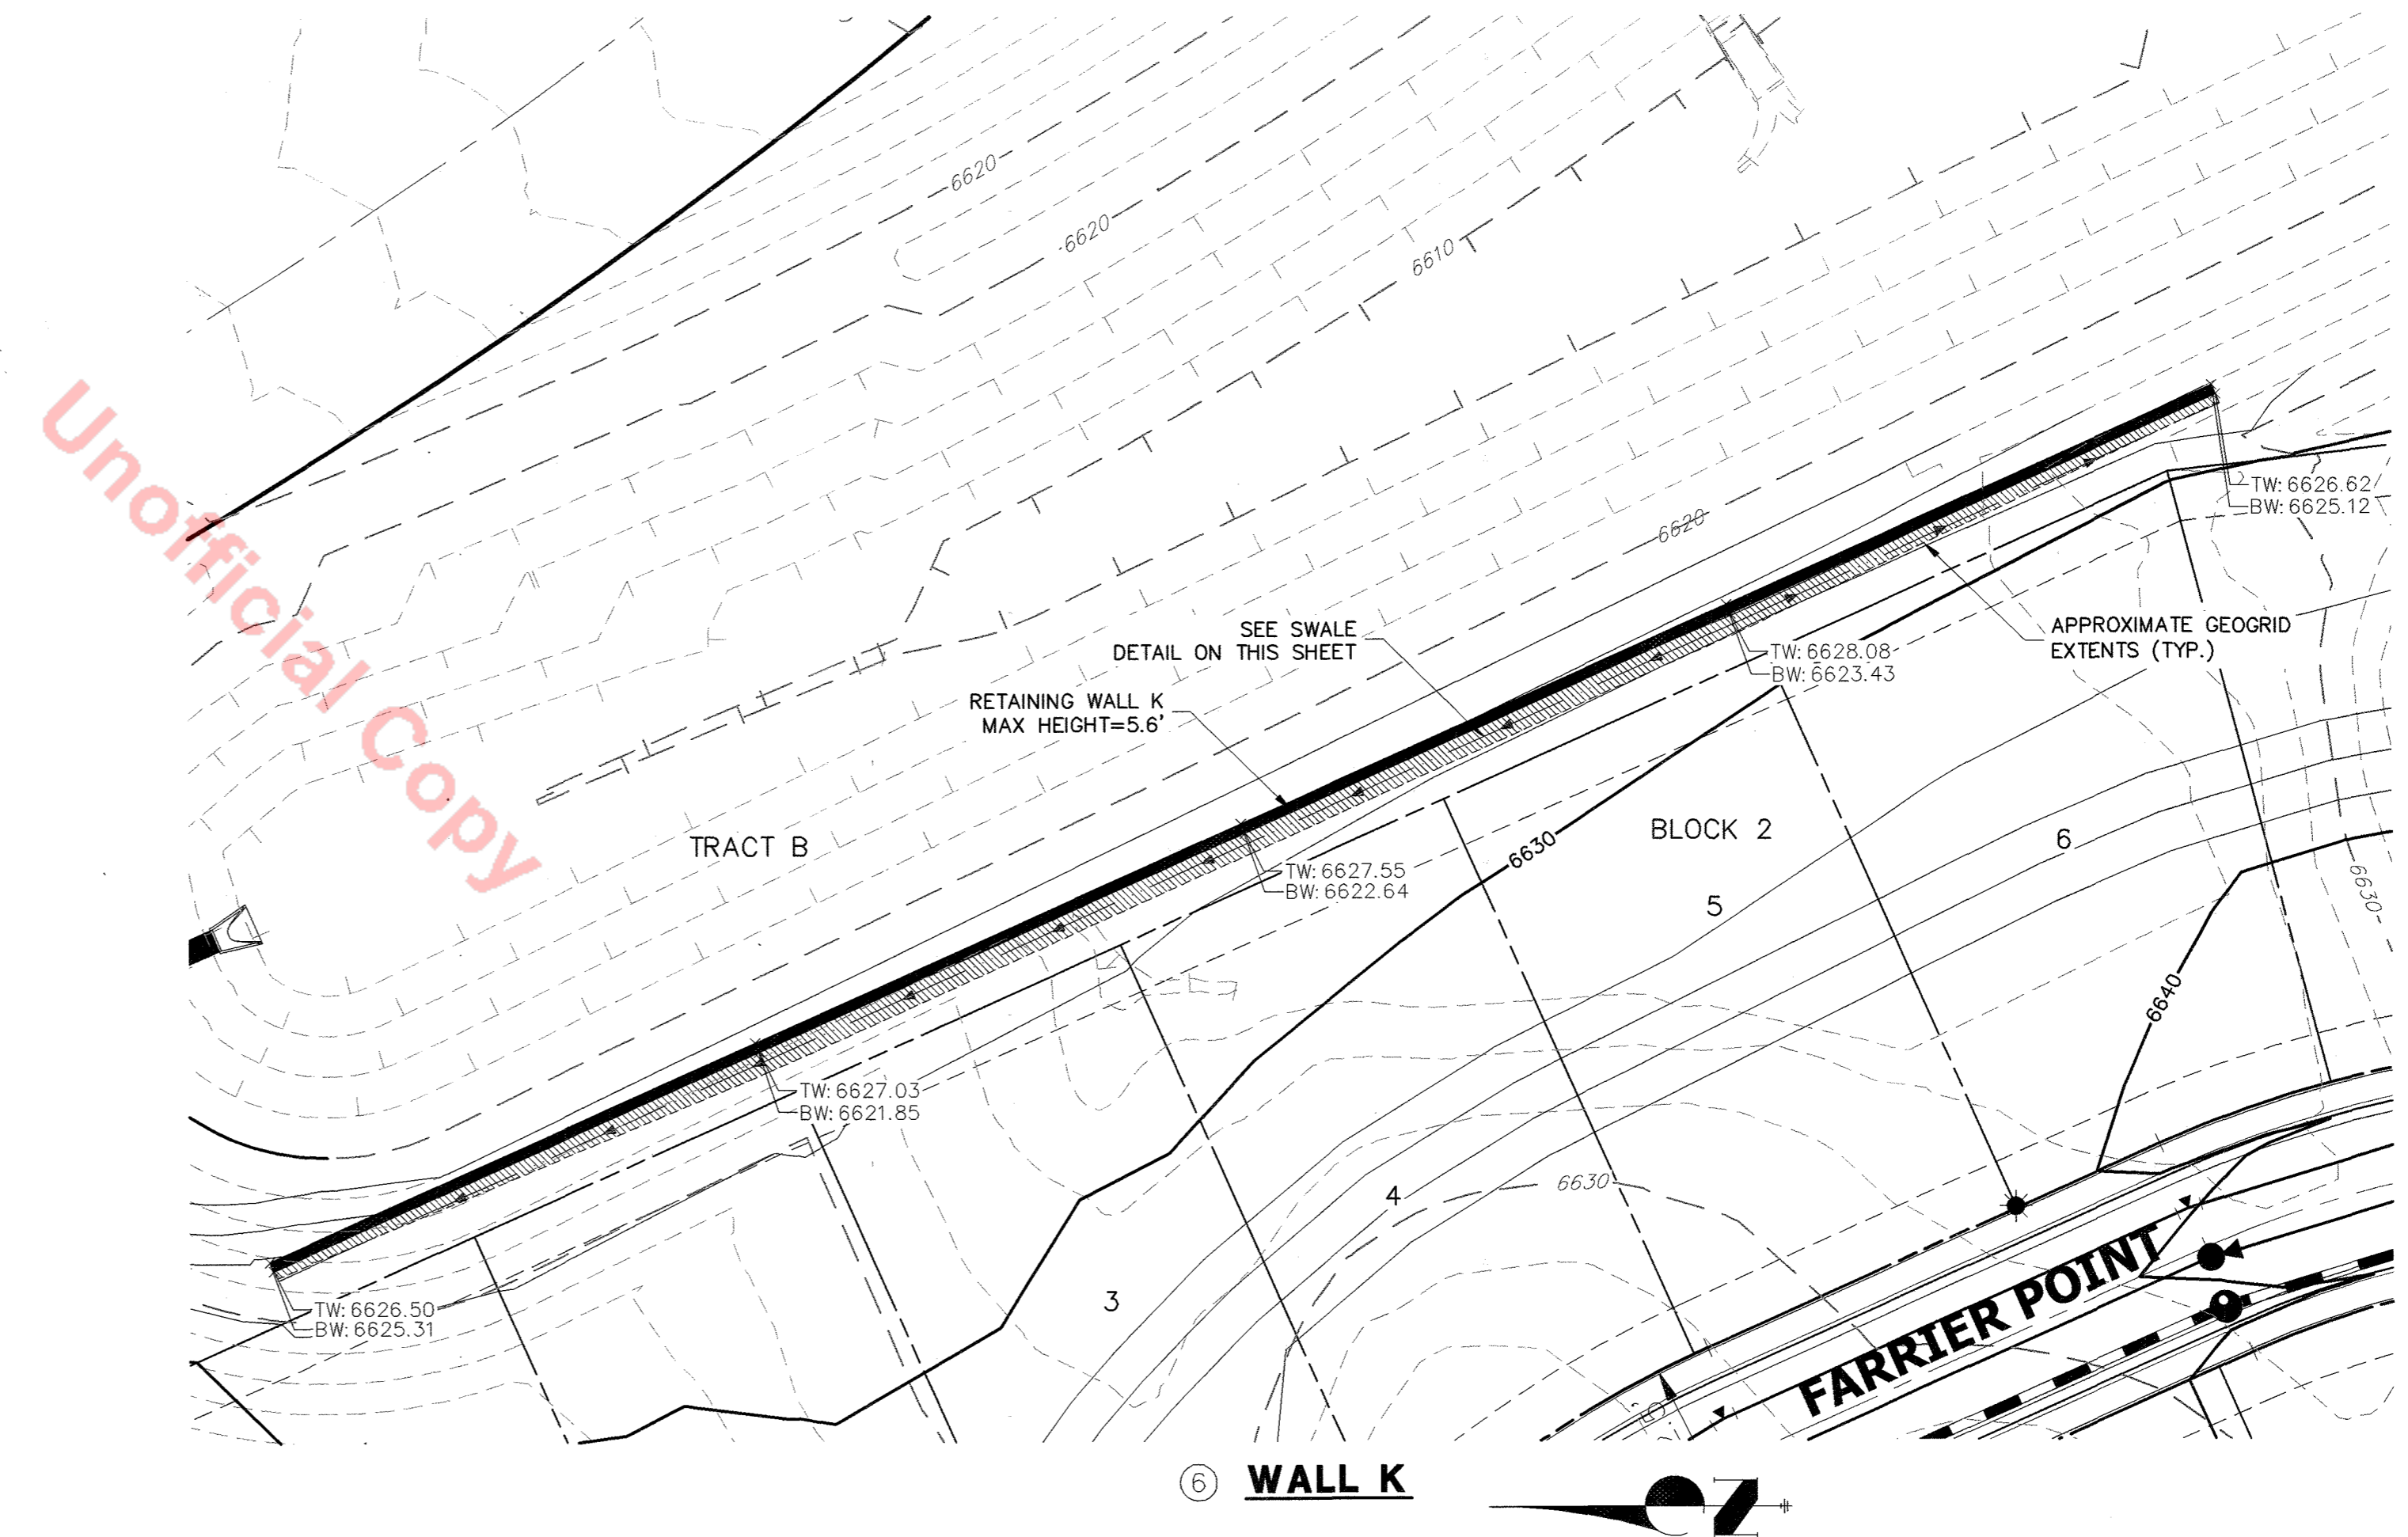 6620
6620
6610
6620
TW: 6626.62
BW: 6625.12
APPROXIMATE GEOGRID
EXTENTS (TYP.)
SEE SWALE
DETAIL ON THIS SHEET
TW: 6628.08
BW: 6623.43
RETAINING WALL K
MAX HEIGHT=5.6'
Unofficial Copy
TRACT B
BLOCK 2
6630
6
TW: 6627.55
BW: 6622.64
6630
5
6640
TW: 6627.03
BW: 6621.85
6630
4
3
TW: 6626.50
BW: 6625.31
FARRIER POINT
6 WALL K
Z